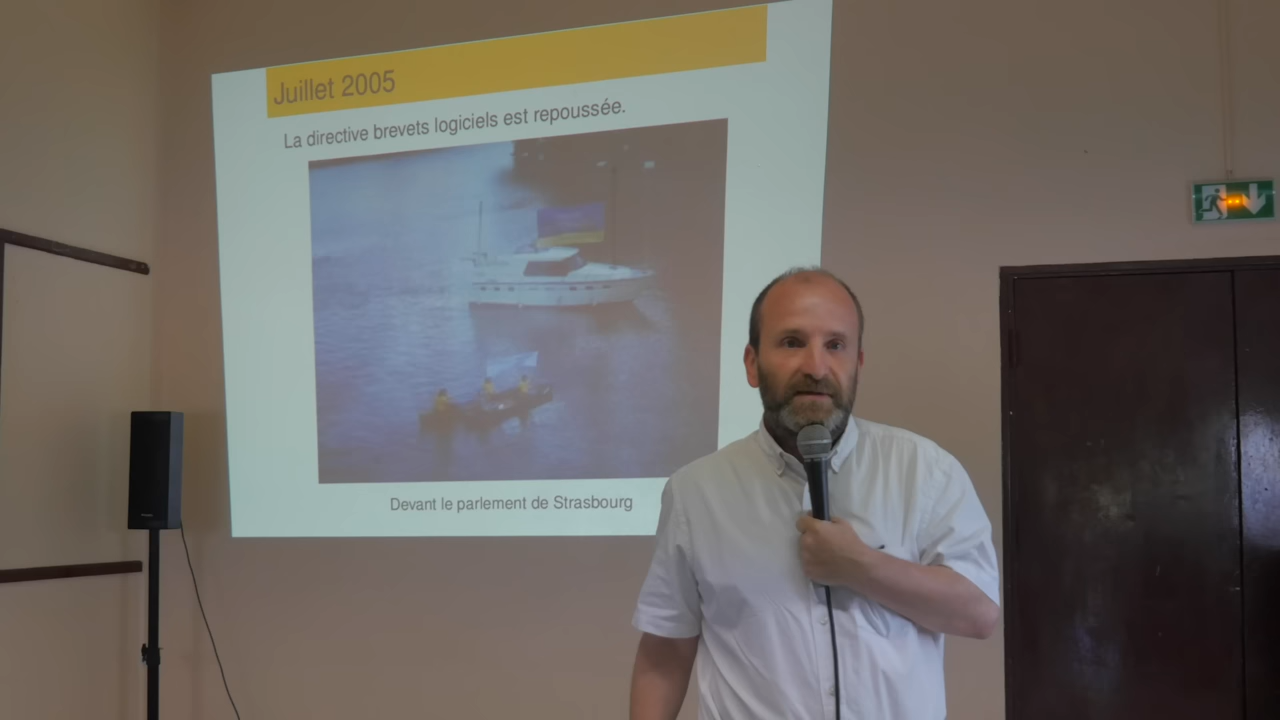 Juillet 2005
La directive brevets logiciels est repoussée.
Devant le parlement de Strasbourg